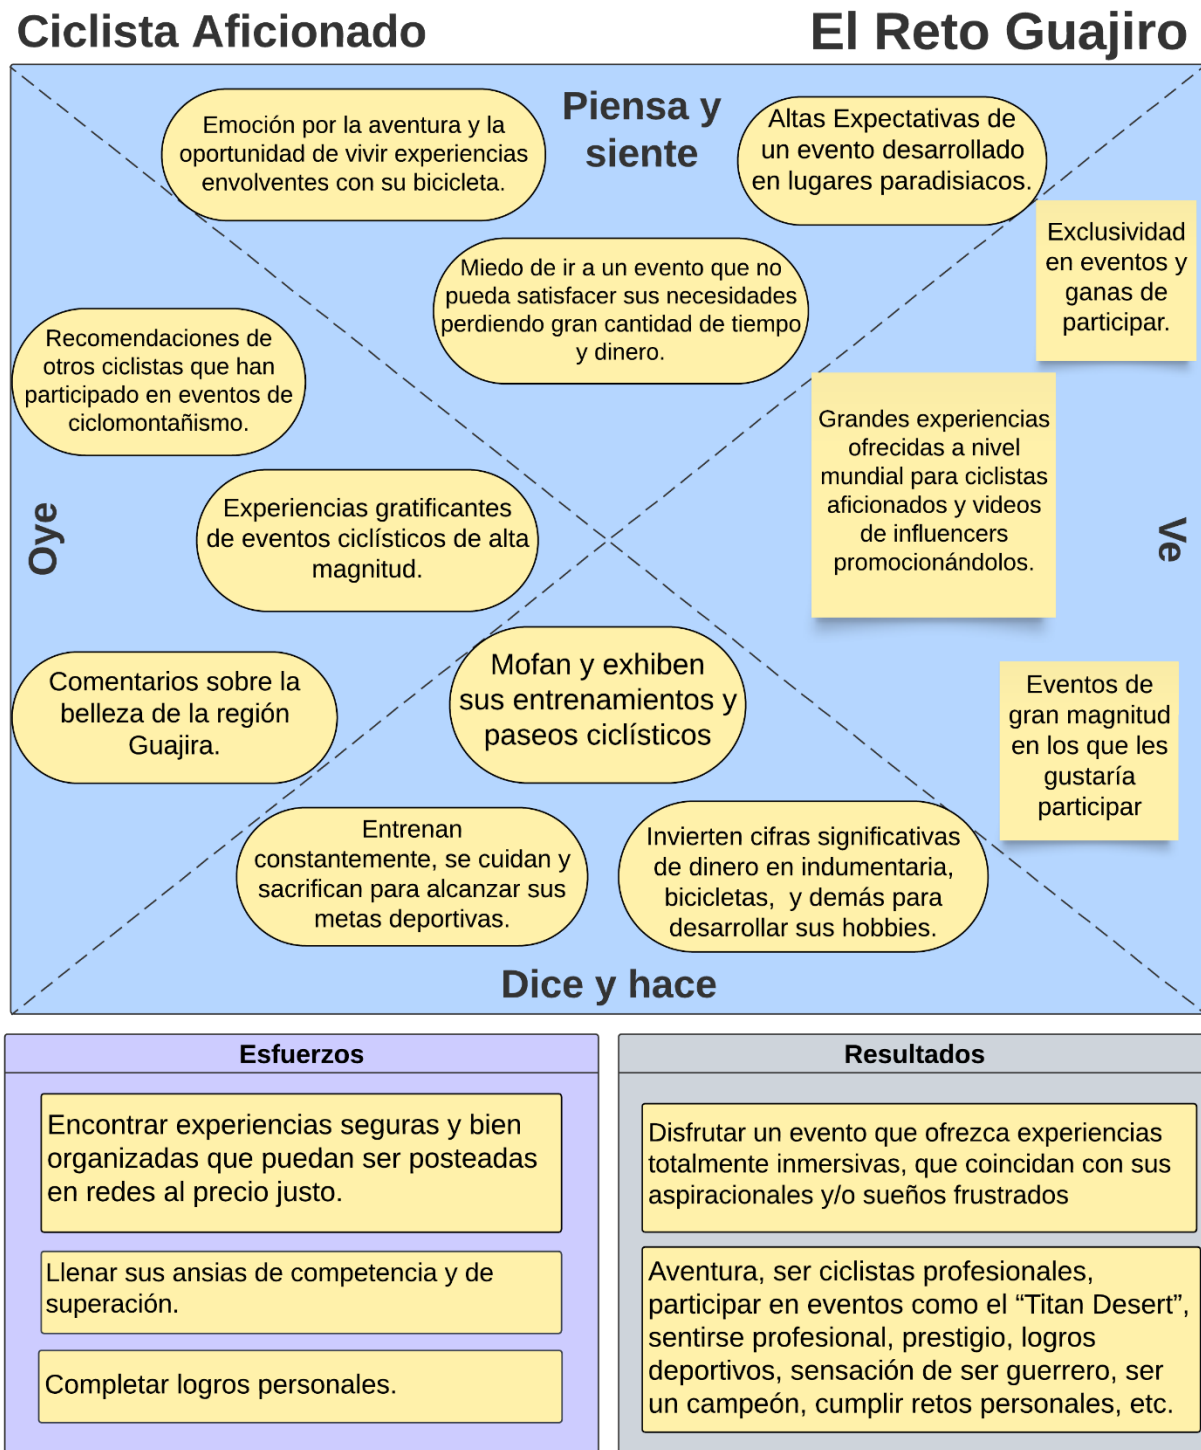 Ciclista Aficionado
El Reto Guajiro
Piensa y
siente
Emoción por la aventura y la
oportunidad de vivir experiencias
envolventes con su bicicleta.
Altas Expectativas de
un evento desarrollado
en lugares paradisiacos.
Miedo de ir a un evento que no
pueda satisfacer sus necesidades
perdiendo gran cantidad de tiempo
y dinero.
Exclusividad
en eventos y
ganas de
participar.
Recomendaciones de
otros ciclistas que han
participado en eventos de
ciclomontañismo.
Grandes experiencias
ofrecidas a nivel
mundial para ciclistas
aficionados y videos
de influencers
promocionándolos.
Experiencias gratificantes
de eventos ciclísticos de alta
magnitud.
Oye
Ve
Comentarios sobre la
belleza de la región
Guajira.
Mofan y exhiben
sus entrenamientos y
paseos ciclísticos
Eventos de
gran magnitud
en los que les
gustaría
participar
Entrenan
constantemente, se cuidan y
sacrifican para alcanzar sus
metas deportivas.
Invierten cifras significativas
de dinero en indumentaria,
bicicletas,  y demás para
desarrollar sus hobbies.
Dice y hace
Esfuerzos
Encontrar experiencias seguras y bien
organizadas que puedan ser posteadas
en redes al precio justo.
Llenar sus ansias de competencia y de
superación.
Completar logros personales.
Resultados
Disfrutar un evento que ofrezca experiencias
totalmente inmersivas, que coincidan con sus
aspiracionales y/o sueños frustrados
Aventura, ser ciclistas profesionales,
participar en eventos como el “Titan Desert”,
sentirse profesional, prestigio, logros
deportivos, sensación de ser guerrero, ser
un campeón, cumplir retos personales, etc.